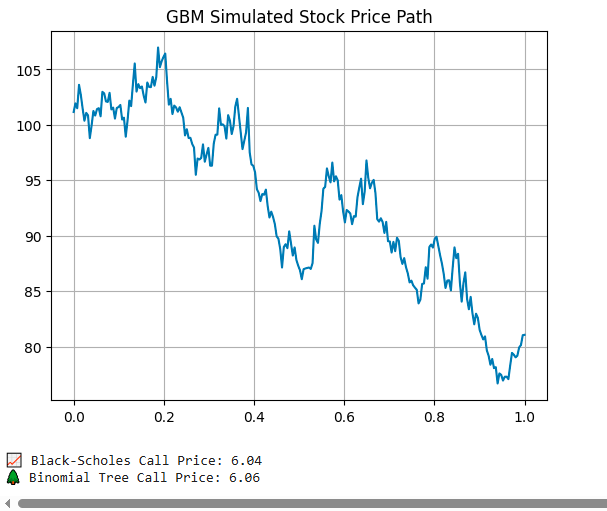 GBM Simulated Stock Price Path
105
100
95
90
85
80
0.0 0.2 0.4 0.6 0.8 1.0
📈 Black-Scholes Call Price: 6.04
🌲 Binomial Tree Call Price: 6.06